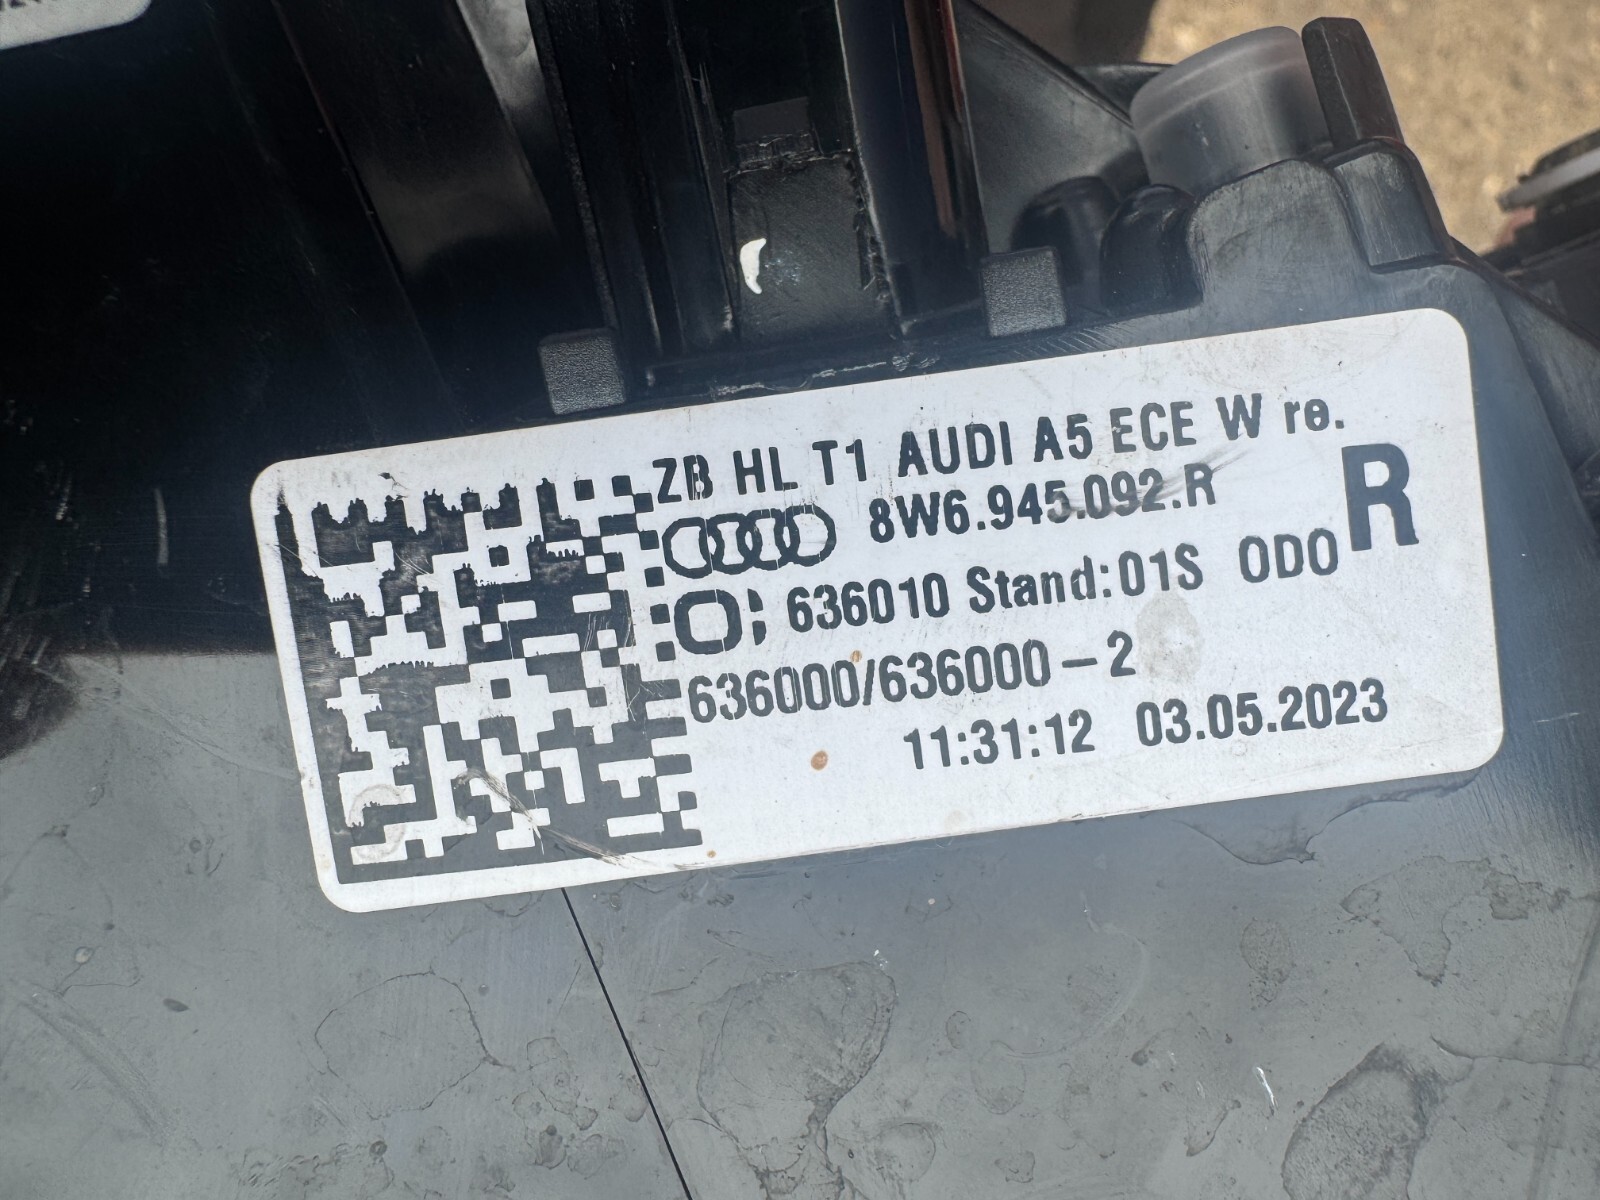 ZB HL T1 AUDI A5 ECE W re.
8W6.945.092.R
R
636010 Stand:01S ODO
636000/636000-2
11:31:12 03.05.2023